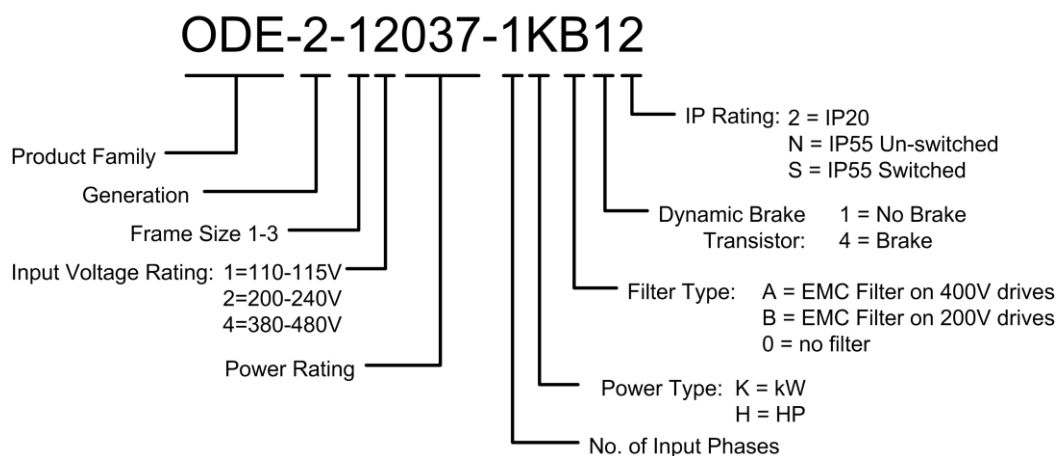 ODE-2-12037-1KB12
IP Rating: 2 = IP20
N = IP55 Un-switched
S = IP55 Switched
Product Family
Generation
Dynamic Brake 1 = No Brake
Transistor: 4 = Brake
Frame Size 1-3
Input Voltage Rating: 1=110-115V
2=200-240V
4=380-480V
Filter Type: A = EMC Filter on 400V drives
B = EMC Filter on 200V drives
0 = no filter
Power Rating
Power Type: K = kW
H = HP
No. of Input Phases